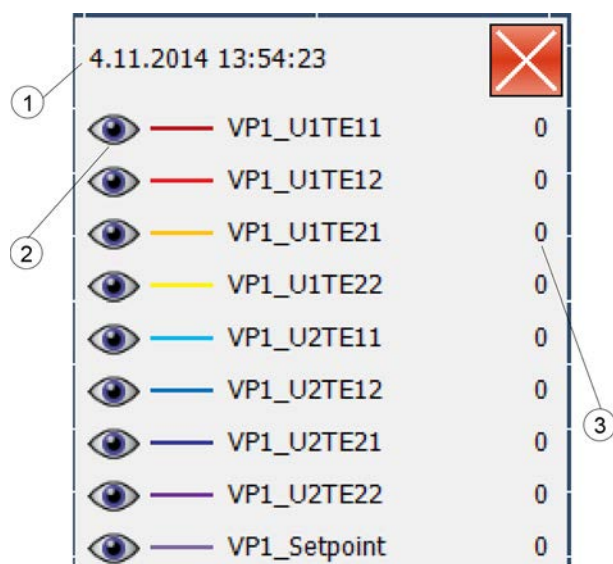 4.11.2014 13:54:23
1
VP1_U1TE11 0
VP1_U1TE12 0
2
VP1_U1TE21 0
VP1_U1TE22 0
VP1_U2TE11 0
VP1_U2TE12 0
3
VP1_U2TE21 0
VP1_U2TE22 0
VP1_Setpoint 0